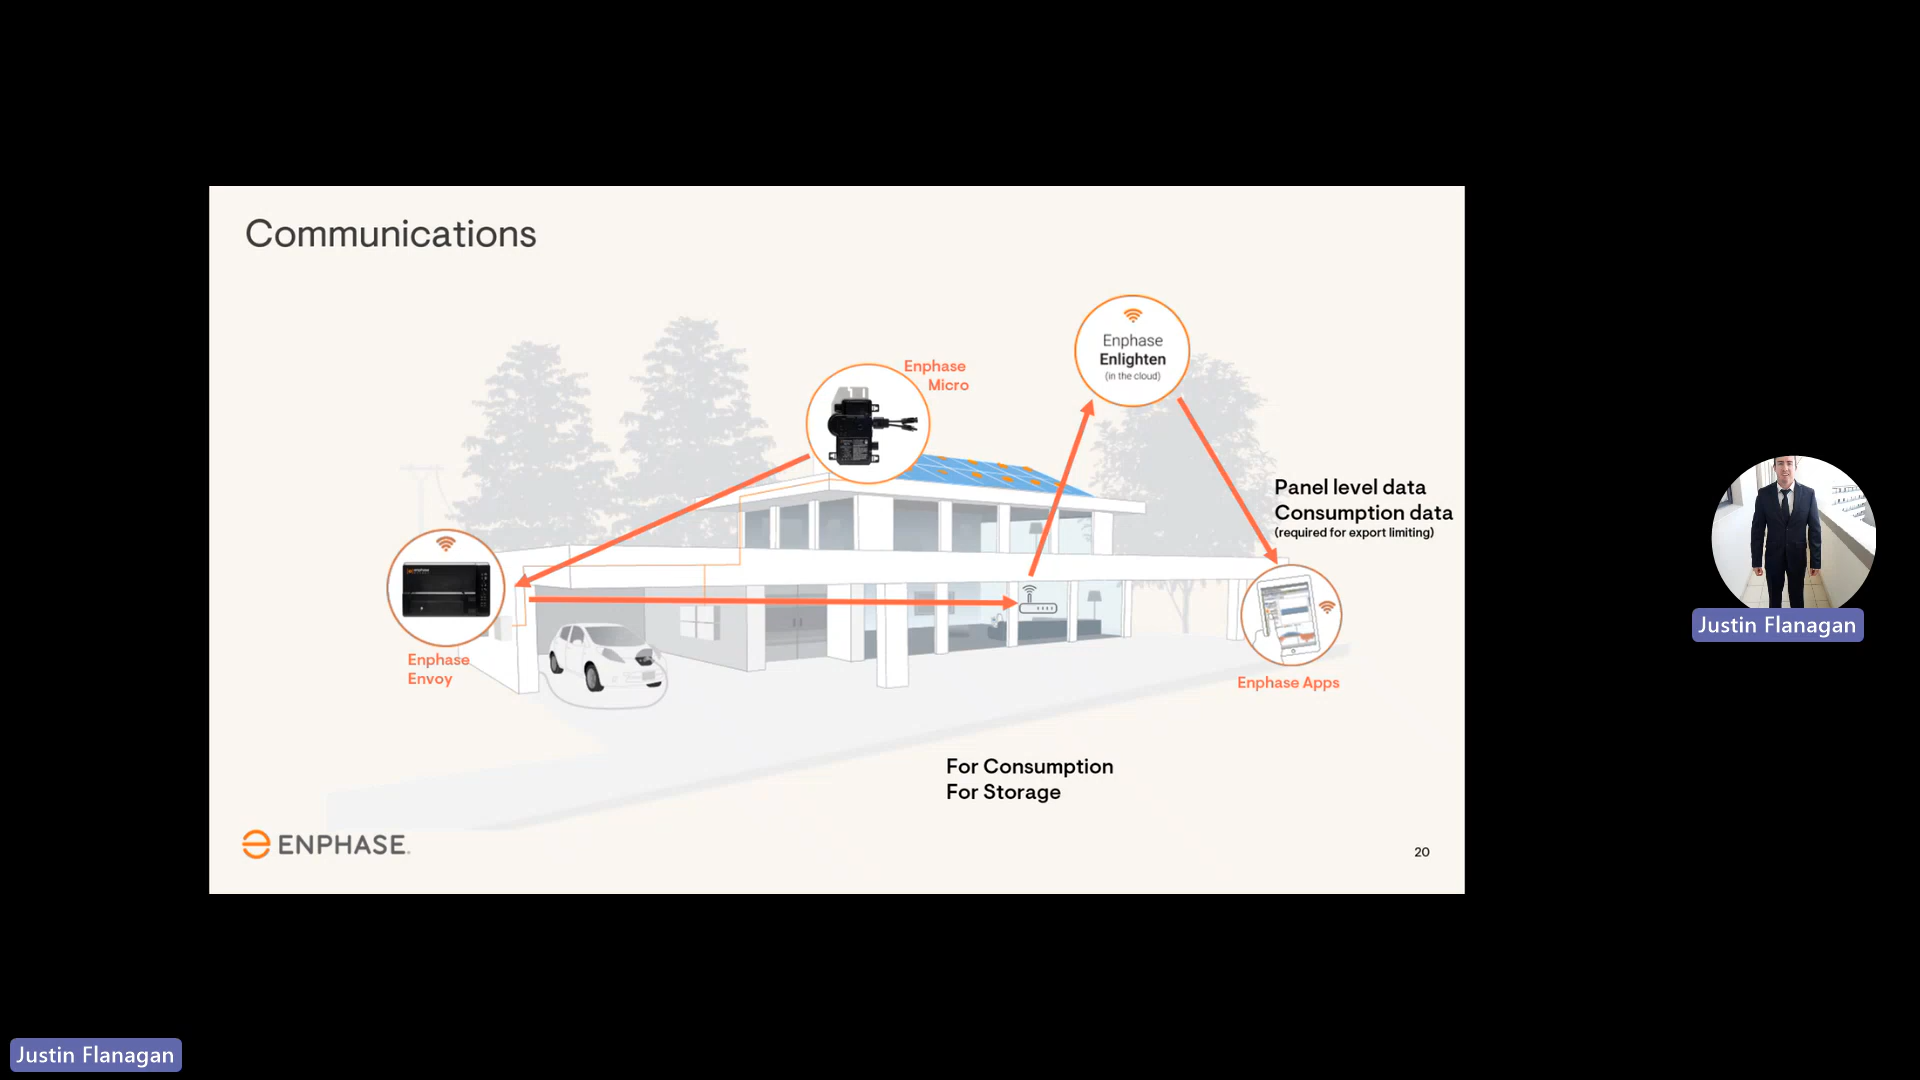 Communications
Enphase
Enlighten
(in the cloud)
Enphase
Micro
Panel level data
Consumption data
(required for export limiting)
Enphase
Envoy
Enphase Apps
For Consumption
For Storage
ENPHASE.
20
Justin Flanagan
Justin Flanagan